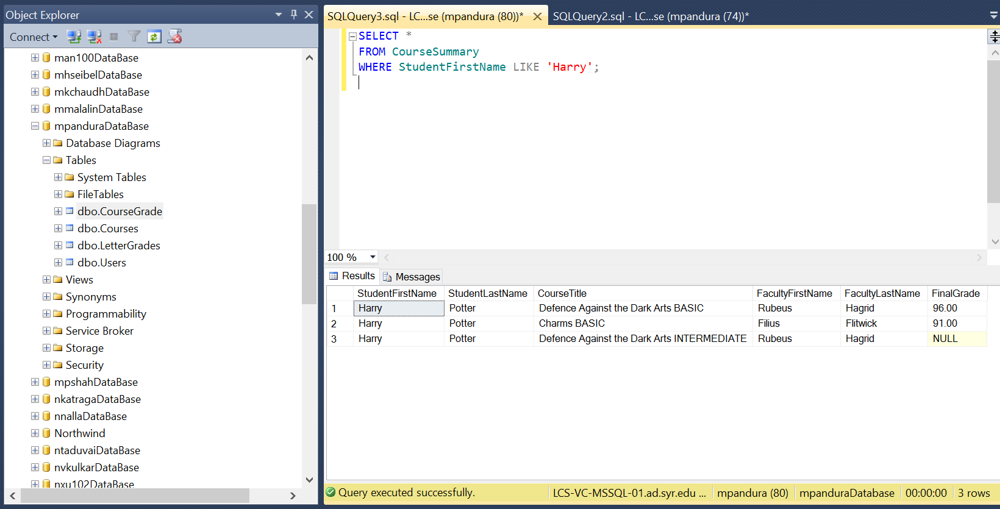 Object Explorer
Connect
man100DataBase
mhseibelDataBase
mkchaudhDataBase
mmalalinDataBase
mpanduraDataBase
Database Diagrams
Tables
System Tables
FileTables
dbo.CourseGrade
dbo.Courses
dbo.LetterGrades
dbo.Users
Views
Synonyms
Programmability
Service Broker
Storage
Security
mpshahDataBase
nkatragaDataBase
nnallaDataBase
Northwind
ntaduvaiDataBase
nvkulkarDataBase
nxu102DataBase
SQLQuery3.sql - LC...se (mpandura (80))* SQLQuery2.sql - LC...se (mpandura (74))*
SELECT *
FROM CourseSummary
WHERE StudentFirstName LIKE 'Harry';
100 %
Results Messages
StudentFirstName StudentLastName CourseTitle FacultyFirstName FacultyLastName FinalGrade
1 Harry Potter Defence Against the Dark Arts BASIC Rubeus Hagrid 96.00
2 Harry Potter Charms BASIC Filius Flitwick 91.00
3 Harry Potter Defence Against the Dark Arts INTERMEDIATE Rubeus Hagrid NULL
Query executed successfully. LCS-VC-MSSQL-01.ad.syr.edu ... mpandura (80) mpanduraDatabase 00:00:00 3 rows